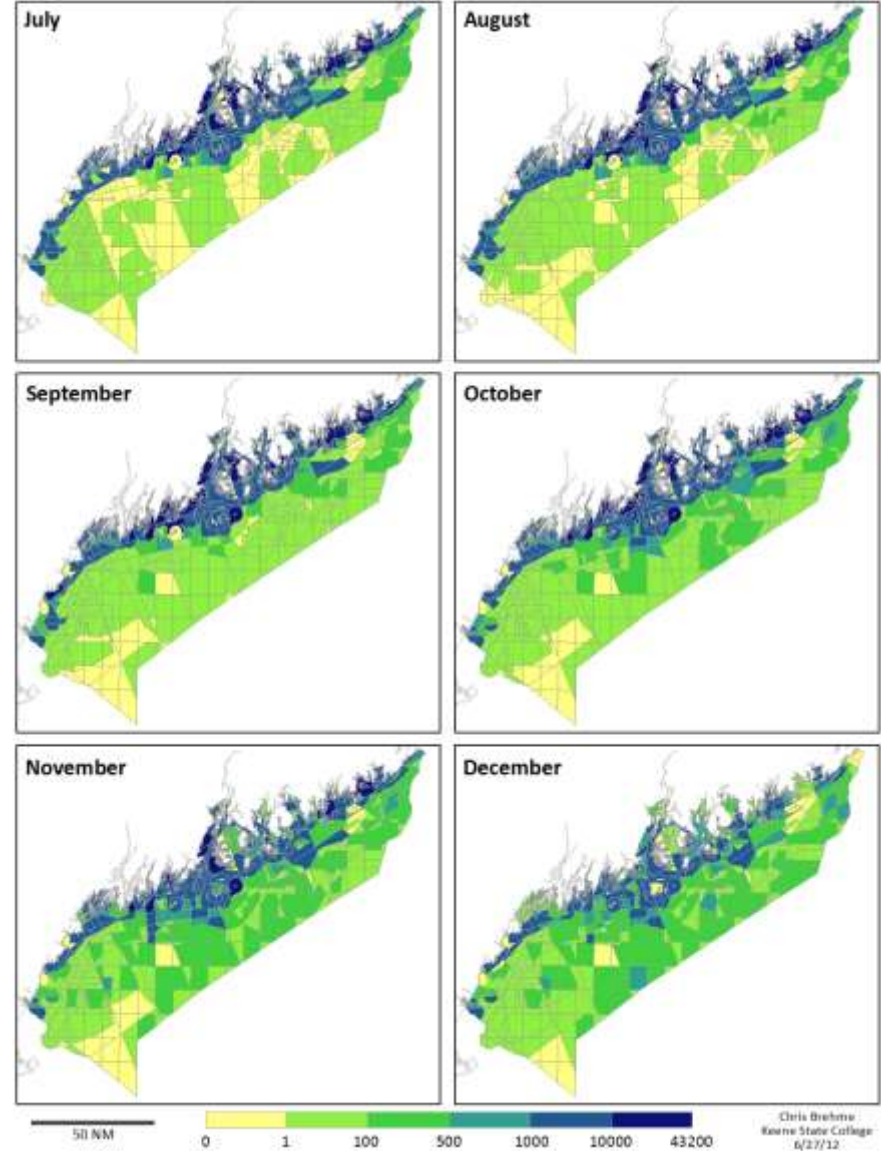 July
August
September
October
November
December
50 NM
0 1 100 500 1000 10000 43200
Chris Brehme
Keene State College
6/27/12